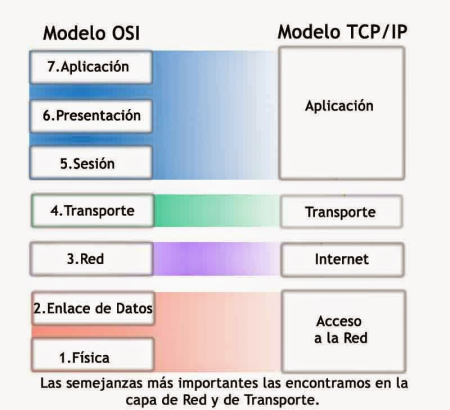 Modelo OSI
Modelo TCP/IP
7.Aplicación
6.Presentación
5.Sesión
Aplicación
4.Transporte
Transporte
3.Red
Internet
2.Enlace de Datos
1.Física
Acceso
a la Red
Las semejanzas más importantes las encontramos en la
capa de Red y de Transporte.